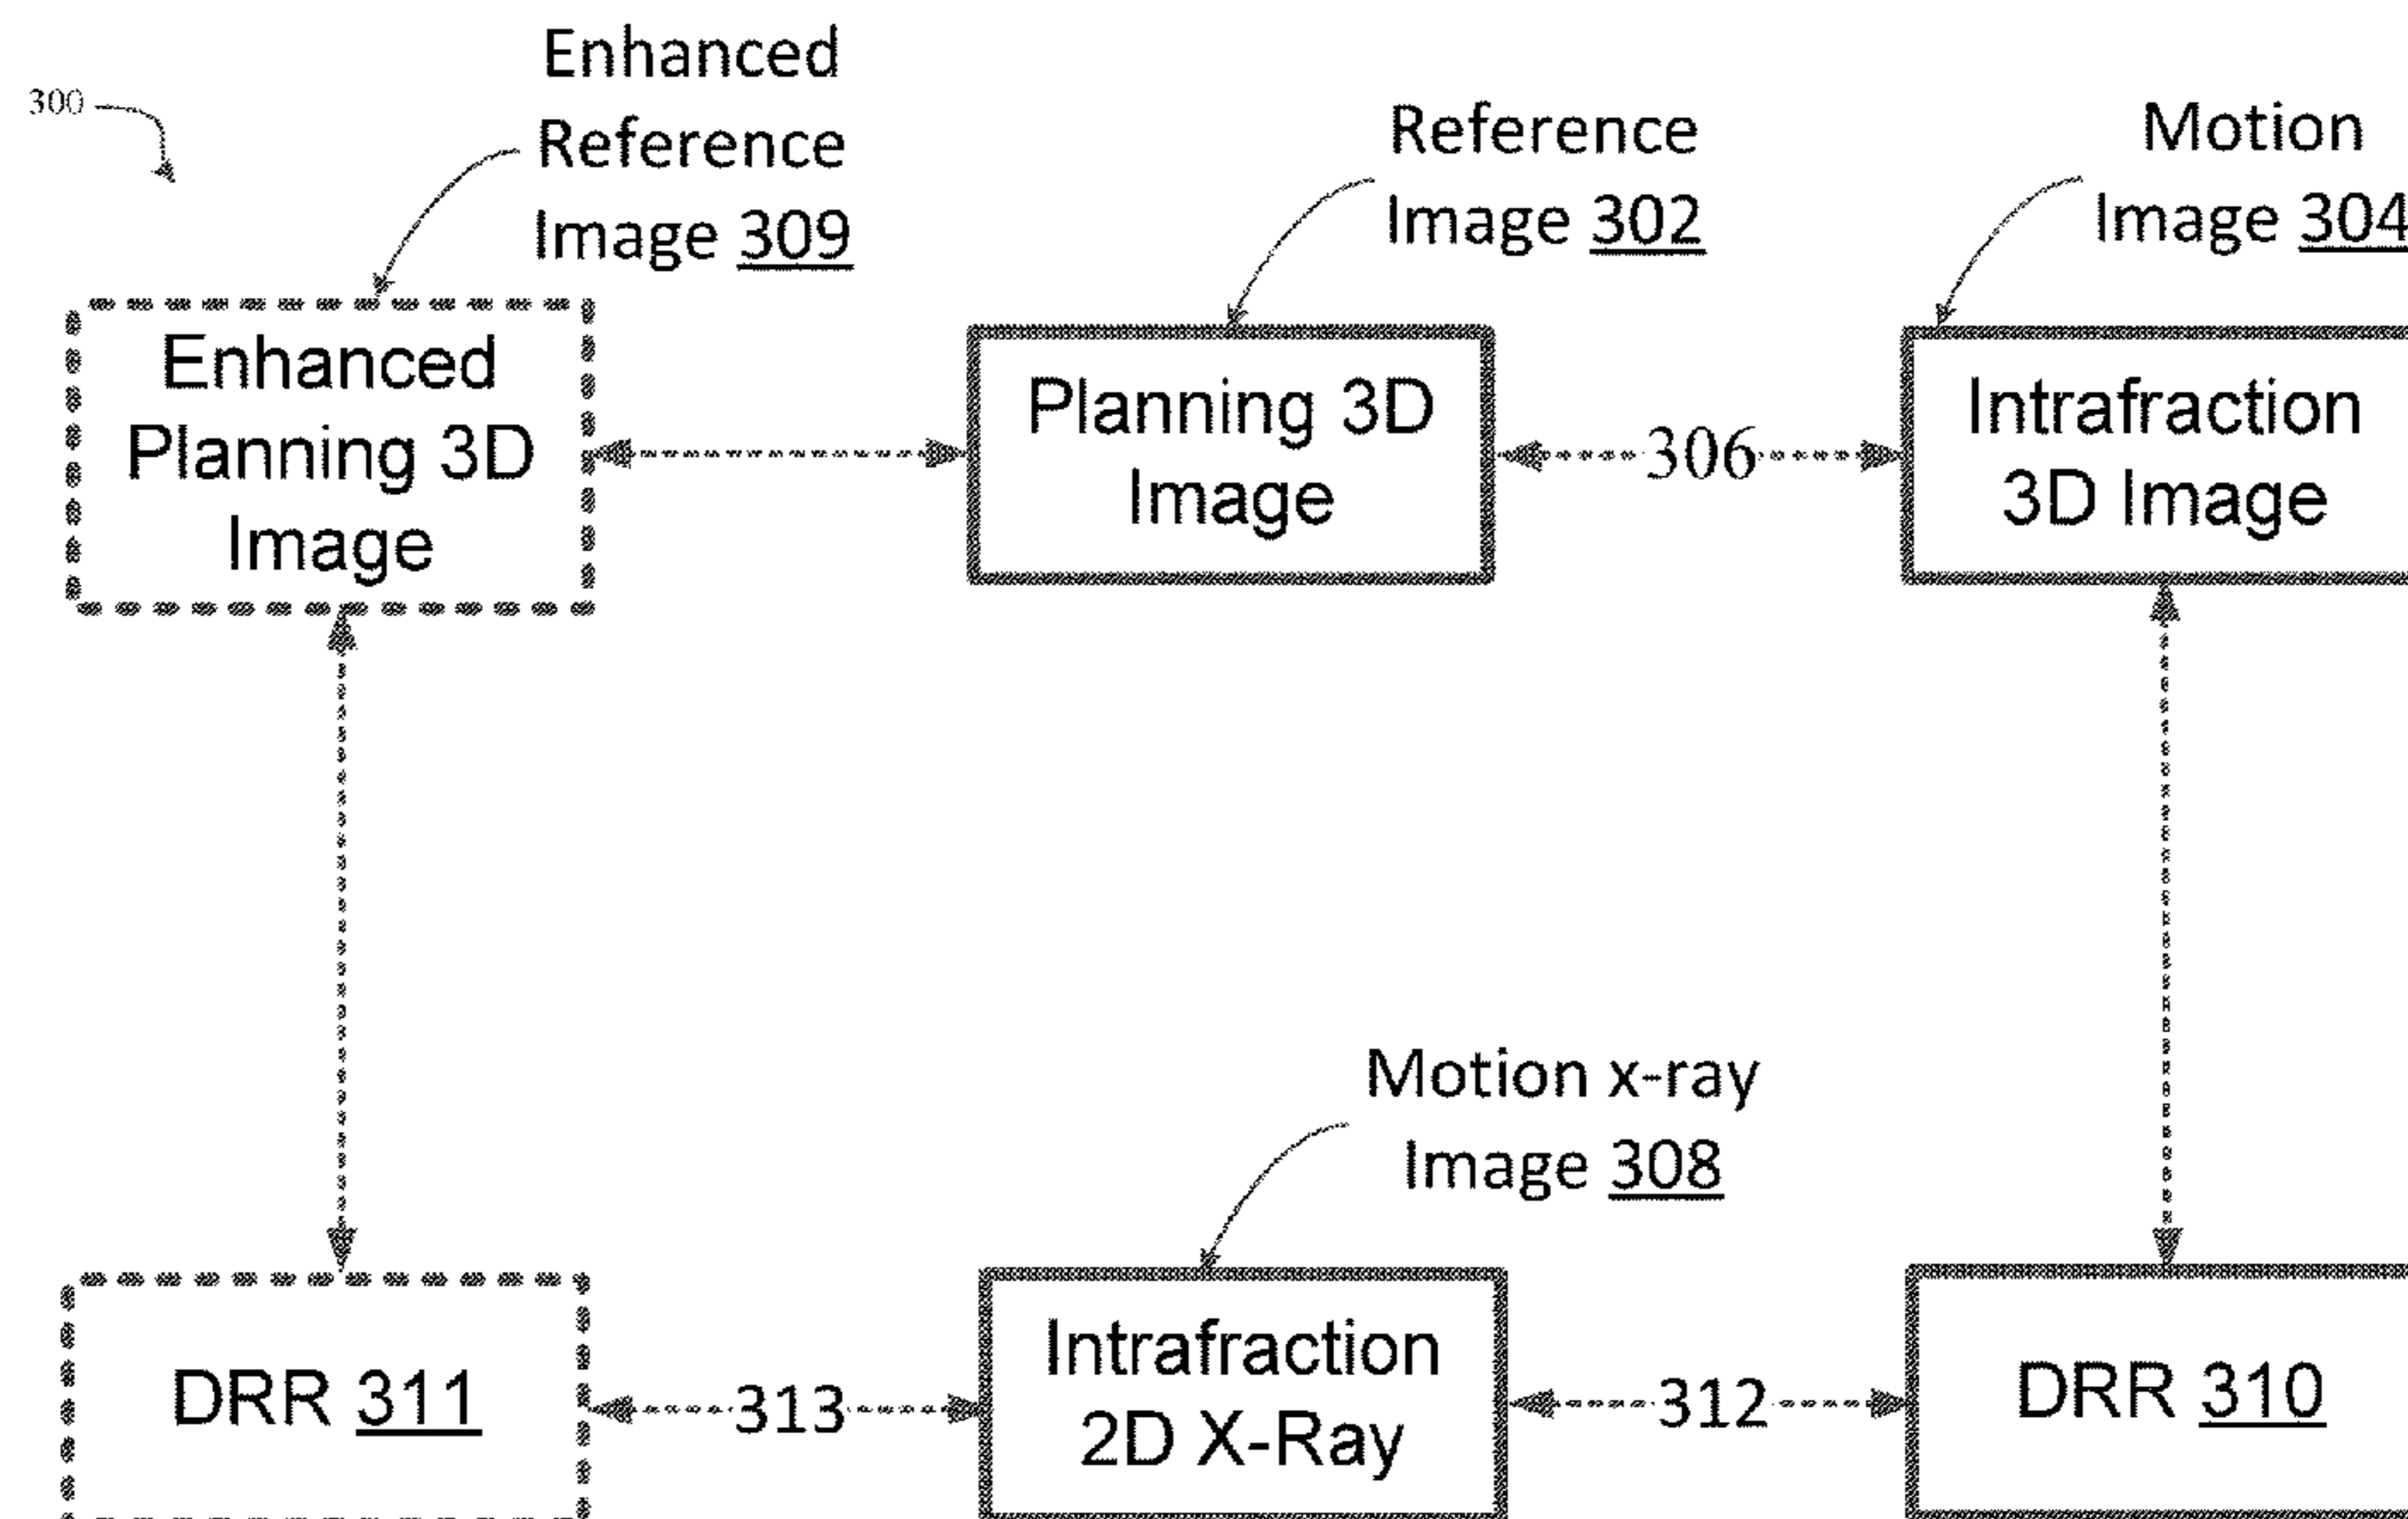 300
Enhanced
Reference
Image 309
Reference
Image 302
Motion
Image 304
Enhanced
Planning 3D
Image
Planning 3D
Image
306
Intrafraction
3D Image
Motion x-ray
Image 308
DRR 311
313
Intrafraction
2D X-Ray
312
DRR 310